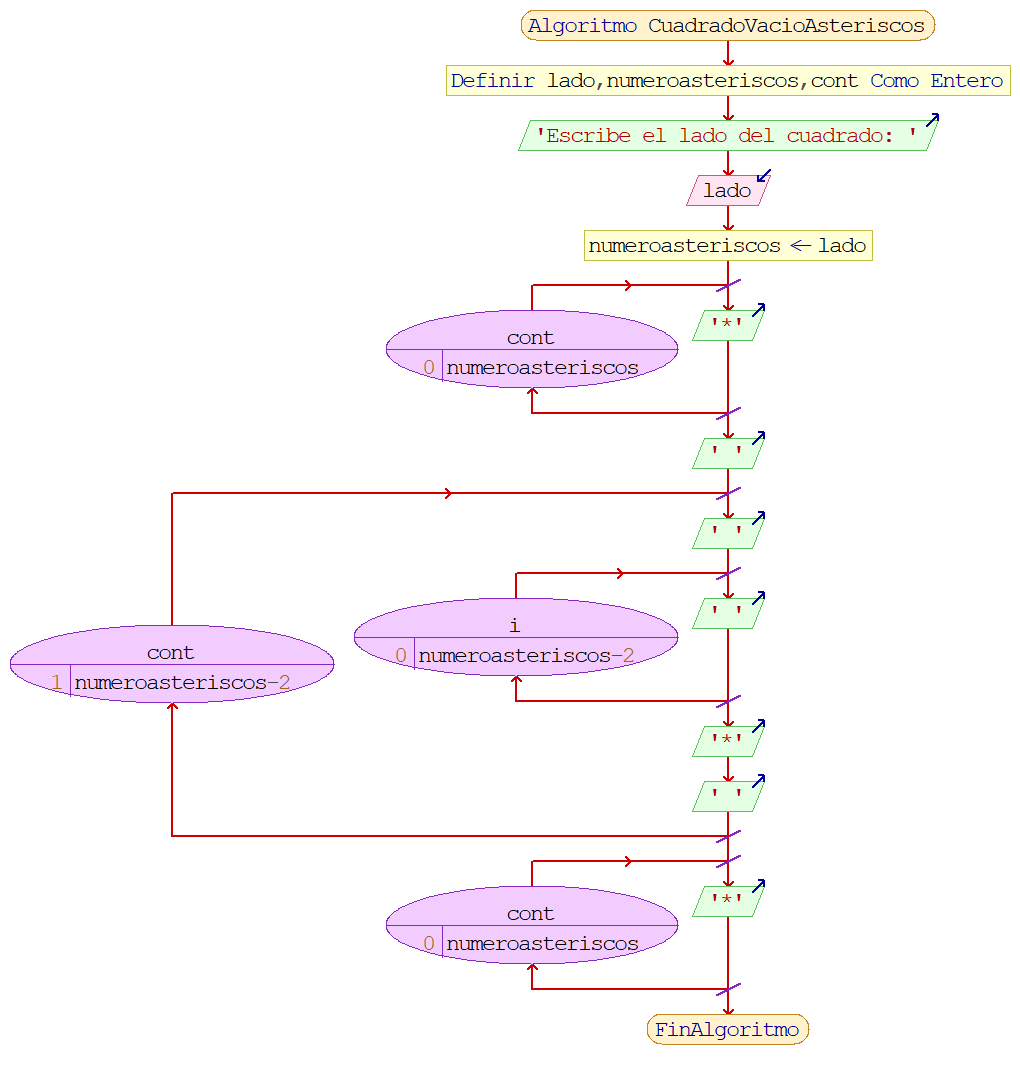 Algoritmo CuadradoVacioAsteriscos
Definir lado,numeroasteriscos,cont Como Entero
'Escribe el lado del cuadrado: '
lado
numeroasteriscos ← lado
'*'
cont
0 numeroasteriscos
' '
' '
' '
i
0 numeroasteriscos-2
cont
1 numeroasteriscos-2
'*'
' '
'*'
cont
0 numeroasteriscos
FinAlgoritmo